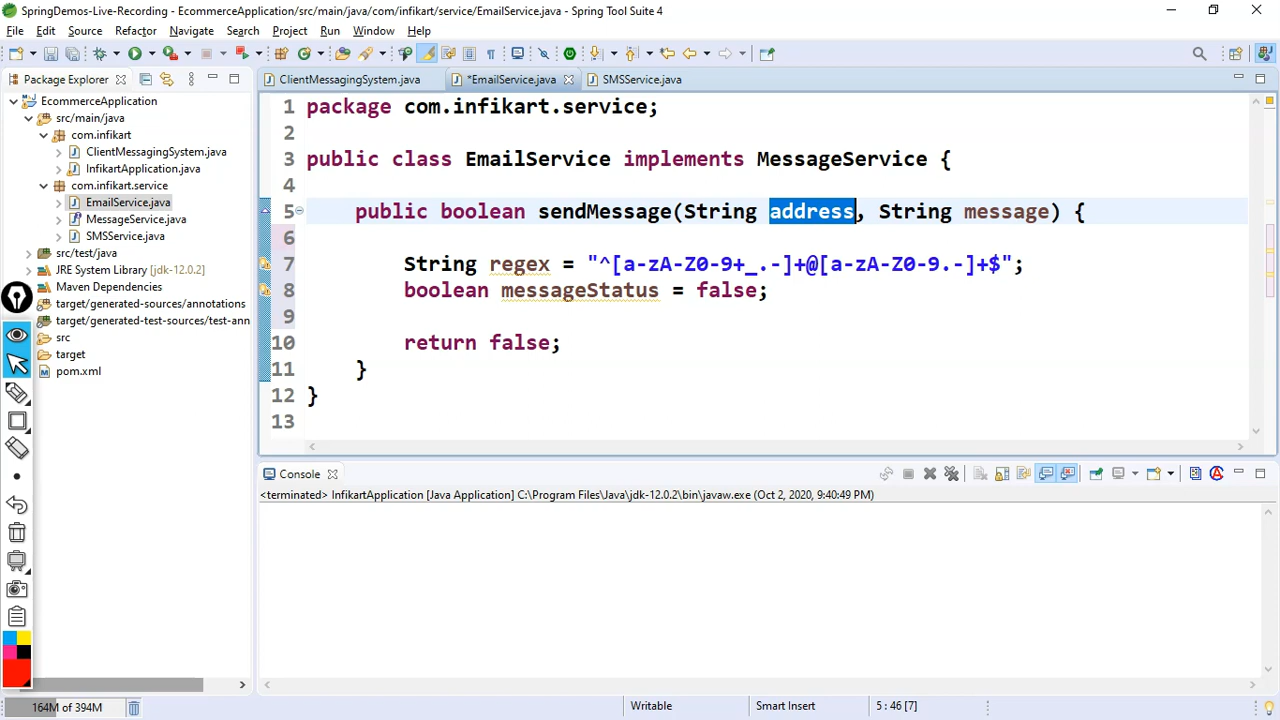 SpringDemos-Live-Recording - EcommerceApplication/src/main/java/com/infikart/service/EmailService.java - Spring Tool Suite 4
File Edit Source Refactor Navigate Search Project Run Window Help
Package Explorer
ClientMessagingSystem.java
*EmailService.java
SMSService.java
EcommerceApplication
src/main/java
com.infikart
ClientMessagingSystem.java
InfikartApplication.java
com.infikart.service
EmailService.java
MessageService.java
SMSService.java
src/test/java
JRE System Library [jdk-12.0.2]
Maven Dependencies
target/generated-sources/annotations
target/generated-test-sources/test-ann
src
target
pom.xml
1 package com.infikart.service;
2
3 public class EmailService implements MessageService {
4
5 public boolean sendMessage(String address, String message) {
6
7 String regex = "^[a-zA-Z0-9+_.-]+@[a-zA-Z0-9.-]+$";
8 boolean messageStatus = false;
9
10 return false;
11 }
12 }
13
Console
<terminated> InfikartApplication [Java Application] C:\Program Files\Java\jdk-12.0.2\bin\javaw.exe (Oct 2, 2020, 9:40:49 PM)
164M of 394M
Writable
Smart Insert
5 : 46 [7]